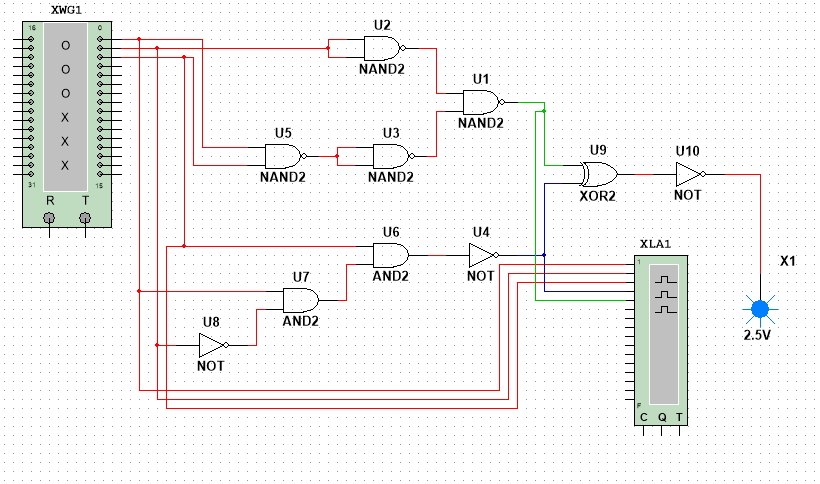 XWG1
16 0
O
O
O
X
X
X
31 15
R T
U2
NAND2
U1
NAND2
U5
NAND2
U3
NAND2
U9
XOR2
U10
NOT
U6
AND2
U4
NOT
U7
AND2
U8
NOT
XLA1
1
F
C Q T
X1
2.5V